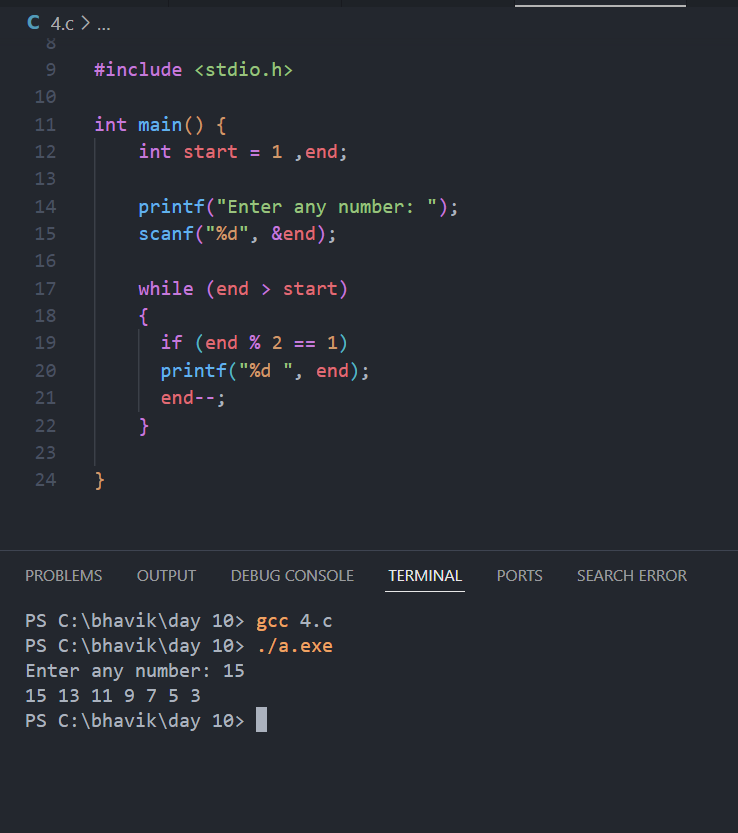 C 4.c > ...
8
9 #include <stdio.h>
10
11 int main() {
12     int start = 1 ,end;
13
14     printf("Enter any number: ");
15     scanf("%d", &end);
16
17     while (end > start)
18     {
19       if (end % 2 == 1)
20       printf("%d ", end);
21       end--;
22     }
23
24 }
PROBLEMS OUTPUT DEBUG CONSOLE TERMINAL PORTS SEARCH ERROR
PS C:\bhavik\day 10> gcc 4.c
PS C:\bhavik\day 10> ./a.exe
Enter any number: 15
15 13 11 9 7 5 3
PS C:\bhavik\day 10>